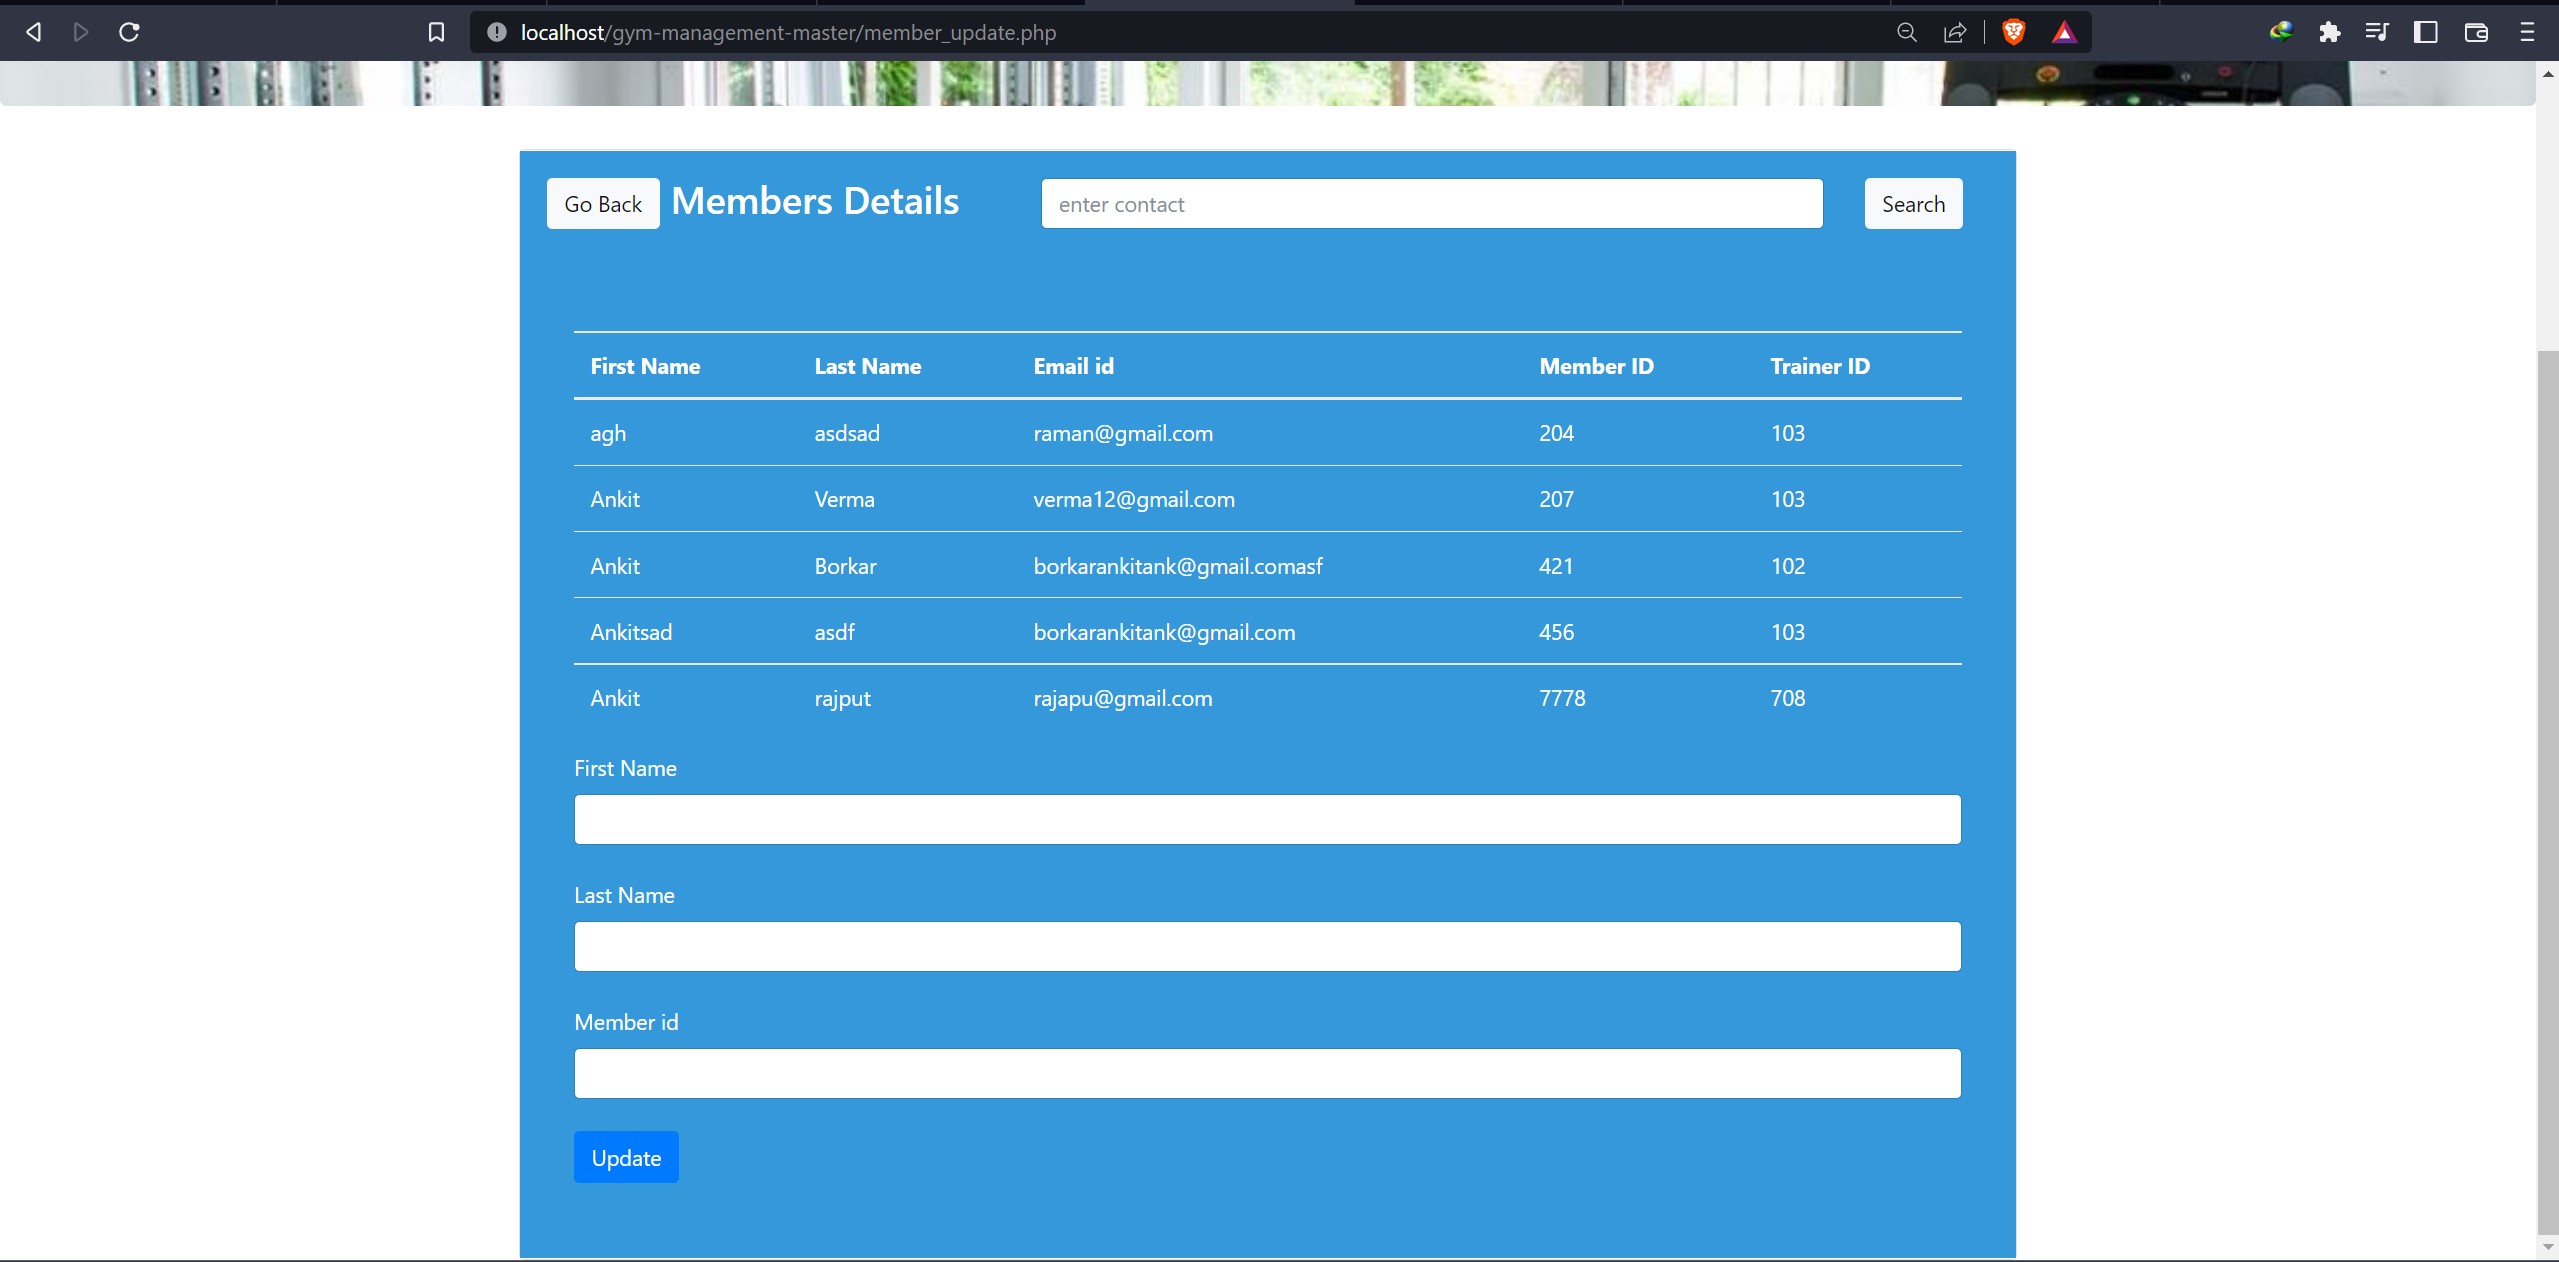 localhost/gym-management-master/member_update.php
Go Back Members Details enter contact Search
First Name Last Name Email id Member ID Trainer ID
agh asdsad raman@gmail.com 204 103
Ankit Verma verma12@gmail.com 207 103
Ankit Borkar borkarankitank@gmail.comasf 421 102
Ankitsad asdf borkarankitank@gmail.com 456 103
Ankit rajput rajapu@gmail.com 7778 708
First Name
Last Name
Member id
Update